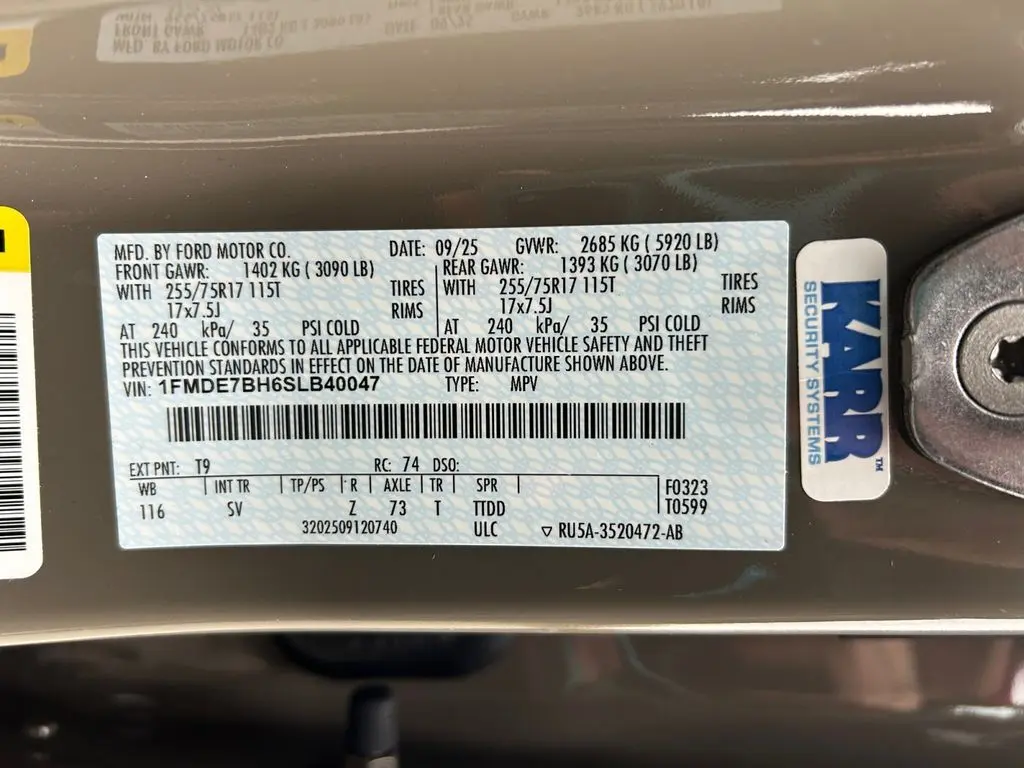 MFD. BY FORD MOTOR CO. DATE: 09/25 GVWR: 2685 KG ( 5920 LB)
FRONT GAWR: 1402 KG ( 3090 LB) REAR GAWR: 1393 KG ( 3070 LB)
WITH 255/75R17 115T TIRES WITH 255/75R17 115T TIRES
17x7.5J RIMS 17x7.5J RIMS
AT 240 kPa/ 35 PSI COLD AT 240 kPa/ 35 PSI COLD
THIS VEHICLE CONFORMS TO ALL APPLICABLE FEDERAL MOTOR VEHICLE SAFETY AND THEFT
PREVENTION STANDARDS IN EFFECT ON THE DATE OF MANUFACTURE SHOWN ABOVE.
VIN: 1FMDE7BH6SLB40047 TYPE: MPV
EXT PNT: T9 RC: 74 DSO:
WB INT TR TP/PS R AXLE TR SPR F0323
116 SV Z 73 T TTDD T0599
3202509120740 ULC ▽ RU5A-3520472-AB
KARR™
SECURITY SYSTEMS